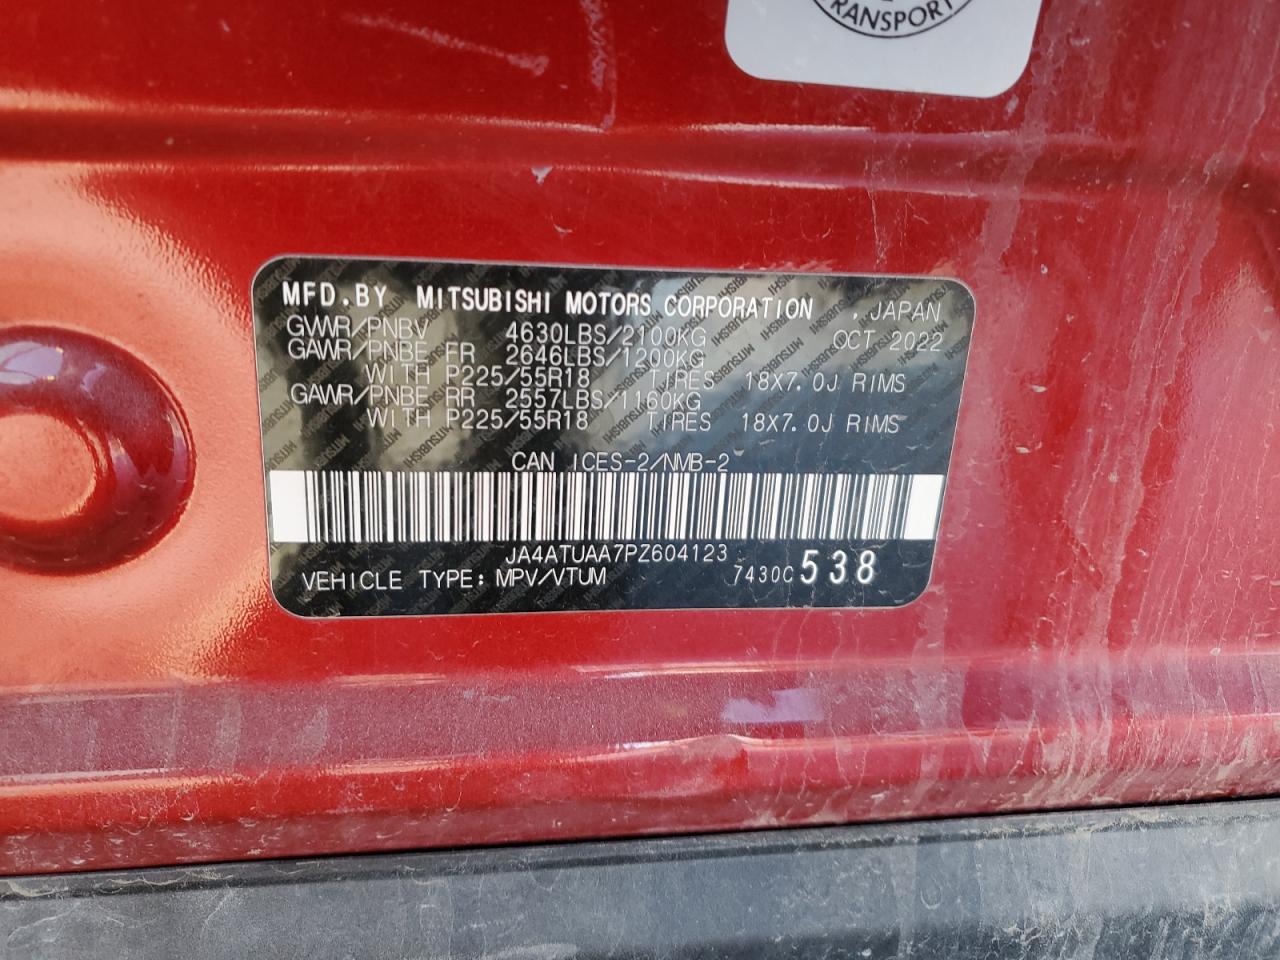 TRANSPORT
MFD.BY MITSUBISHI MOTORS CORPORATION , JAPAN
GVWR/PNBV 4630LBS/2100KG OCT 2022
GAWR/PNBE FR 2646LBS/1200KG
WITH P225/55R18 TIRES 18X7.0J RIMS
GAWR/PNBE RR 2557LBS/1160KG
WITH P225/55R18 TIRES 18X7.0J RIMS
CAN ICES-2/NMB-2
JA4ATUAA7PZ604123
VEHICLE TYPE: MPV/VTUM 7430C 538